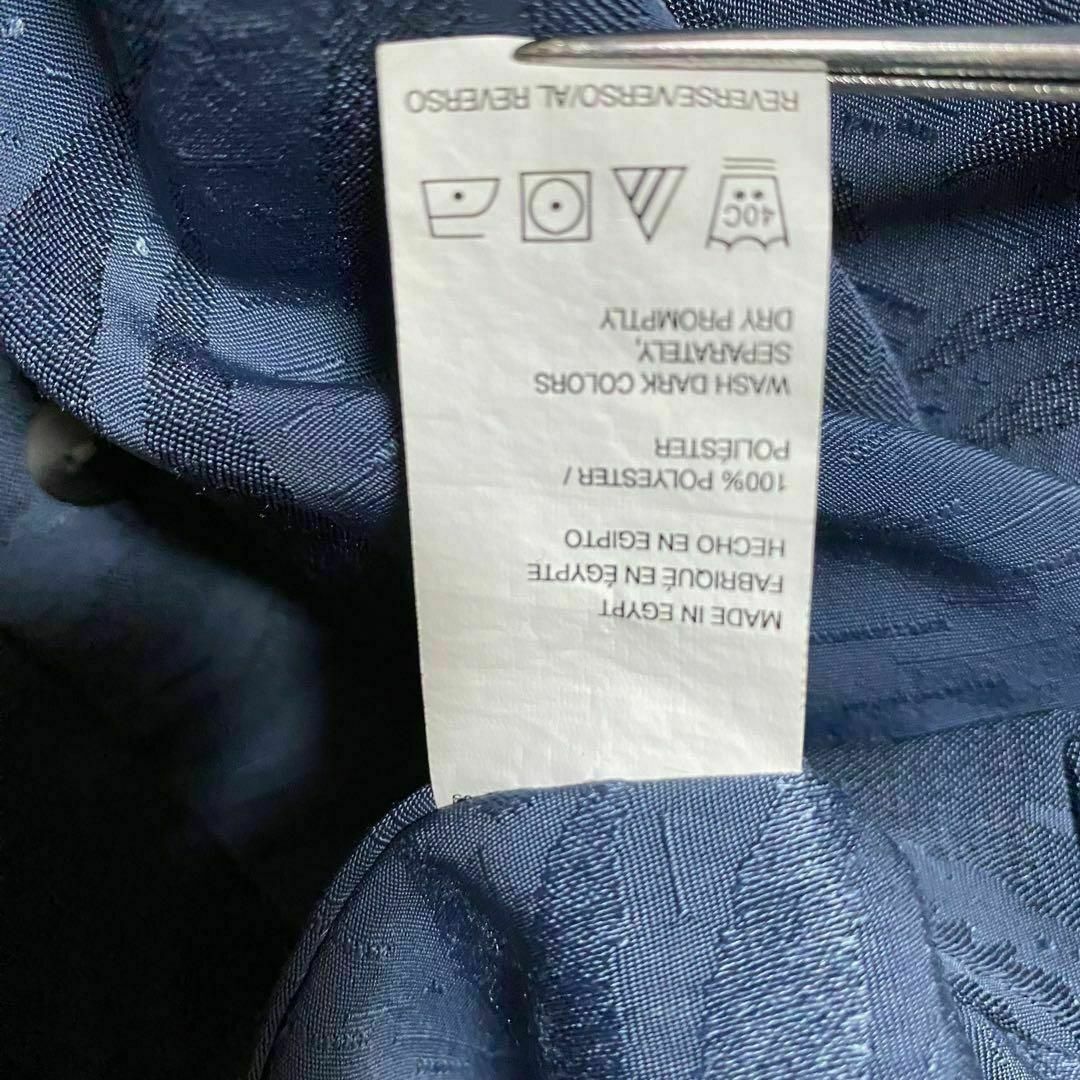 MADE IN EGYPT
FABRIQUÉ EN ÉGYPTE
HECHO EN EGIPTO
100% POLYESTER /
POLIÉSTER
WASH DARK COLORS
SEPARATELY,
DRY PROMPTLY
40C
REVERSE/VERSO/AL REVERSO